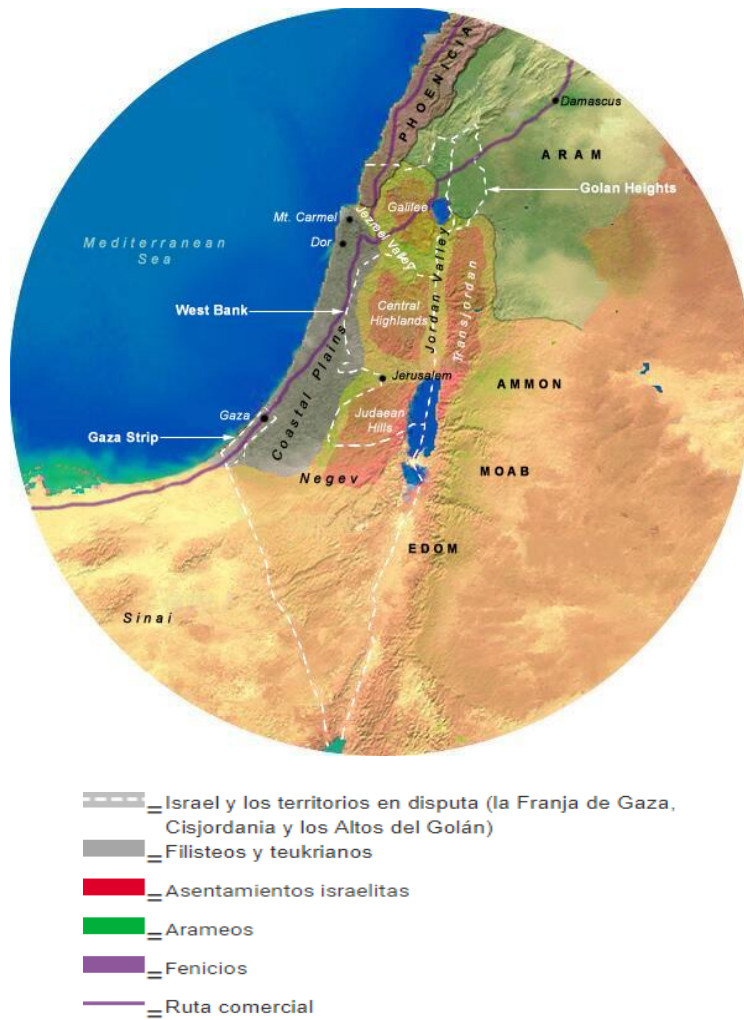 PHOENICIA
Damascus
ARAM
Golan Heights
Mt. Carmel
Galilee
Jezreel Valley
Dor
Mediterranean
Sea
Jordan Valley
Transjordan
West Bank
Central
Highlands
Coastal Plains
Jerusalem
AMMON
Gaza
Judaean
Hills
Gaza Strip
Negev
MOAB
EDOM
Sinai
= Israel y los territorios en disputa (la Franja de Gaza,
Cisjordania y los Altos del Golán)
= Filisteos y teukrianos
= Asentamientos israelitas
= Arameos
= Fenicios
= Ruta comercial